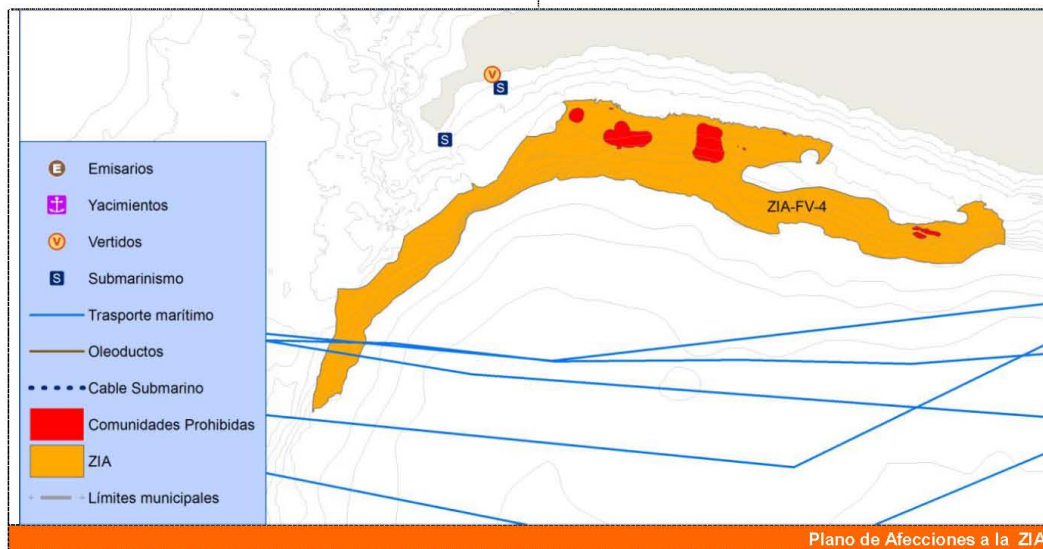 V
S
S
ZIA-FV-4
E Emisarios
Yacimientos
V Vertidos
S Submarinismo
Trasporte marítimo
Oleoductos
Cable Submarino
Comunidades Prohibidas
ZIA
Límites municipales
Plano de Afecciones a la ZIA